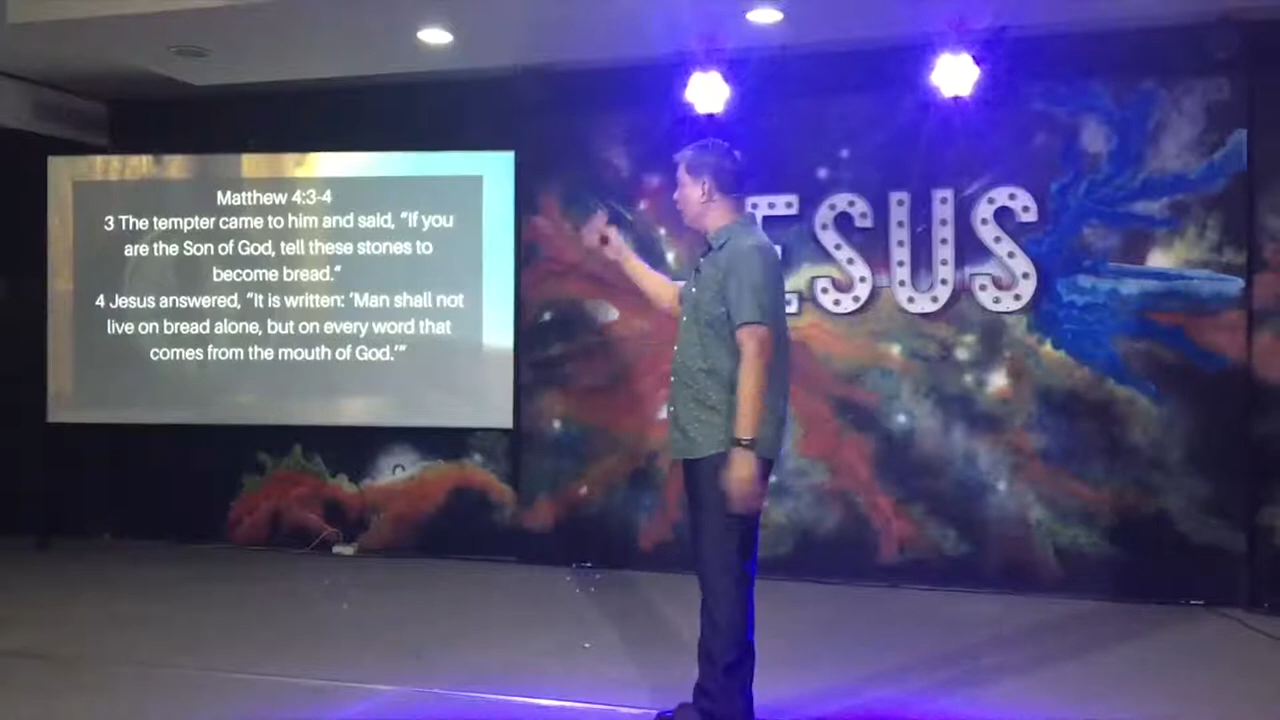 Matthew 4:3-4
3 The tempter came to him and said, “If you
are the Son of God, tell these stones to
become bread.”
4 Jesus answered, “It is written: ‘Man shall not
live on bread alone, but on every word that
comes from the mouth of God.’”
ESUS